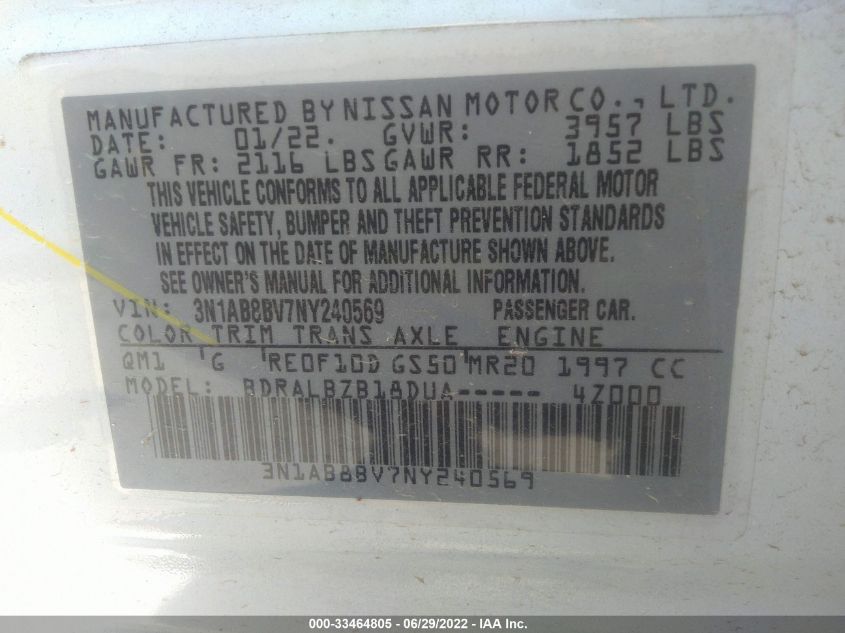 MANUFACTURED BY NISSAN MOTOR CO., LTD.
DATE: 01/22. GVWR: 3957 LBS
GAWR FR: 2116 LBS GAWR RR: 1852 LBS
THIS VEHICLE CONFORMS TO ALL APPLICABLE FEDERAL MOTOR
VEHICLE SAFETY, BUMPER AND THEFT PREVENTION STANDARDS
IN EFFECT ON THE DATE OF MANUFACTURE SHOWN ABOVE.
SEE OWNER'S MANUAL FOR ADDITIONAL INFORMATION.
VIN: 3N1AB8BV7NY240569 PASSENGER CAR.
COLOR TRIM TRANS AXLE ENGINE
QM1 'G 'RE0F10D GS50'MR20 1997 CC
MODEL: BDRALBZB18DUA----- 4Z000
3N1AB8BV7NY240569
000-33464805 - 06/29/2022 - IAA Inc.